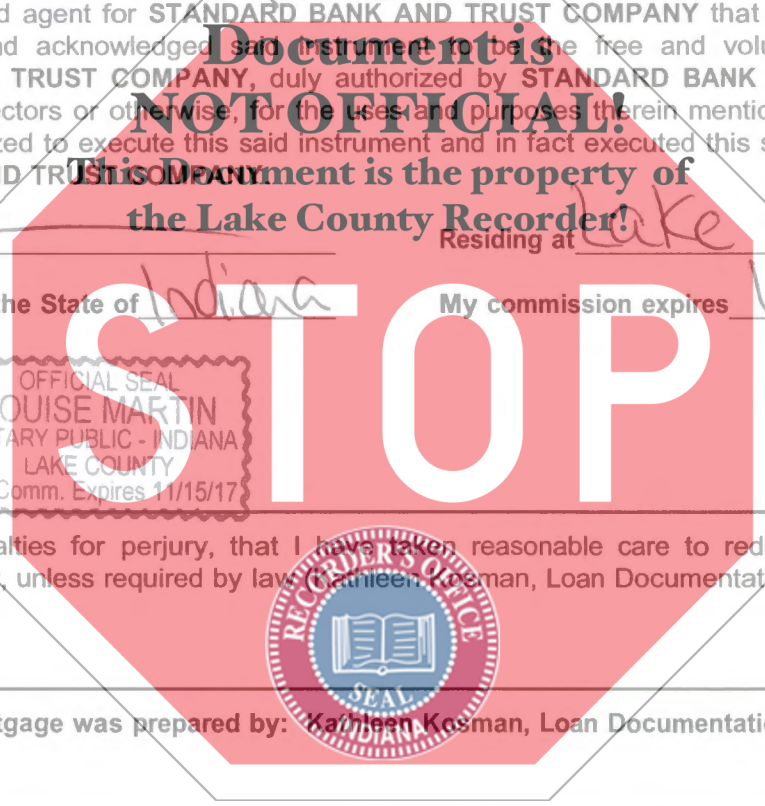 d agent for STANDARD BANK AND TRUST COMPANY that
nd acknowledged said instrument to be the free and volu
Document is
TRUST COMPANY, duly authorized by STANDARD BANK
ectors or otherwise, for the uses and purposes therein mentic
NOT OFFICIAL!
zed to execute this said instrument and in fact executed this s
ND TRUST COMPANY.
This Document is the property of
the Lake County Recorder!
Residing at Lake
he State of Indiana My commission expires
STOP
OFFICIAL SEAL
OUISE MARTIN
TARY PUBLIC - INDIANA
LAKE COUNTY
Comm. Expires 11/15/17
alties for perjury, that I have taken reasonable care to red
, unless required by law (Kathleen Kosman, Loan Documentat
RECORDER'S OFFICE
SEAL
INDIANA
tgage was prepared by: Kathleen Kosman, Loan Documentati